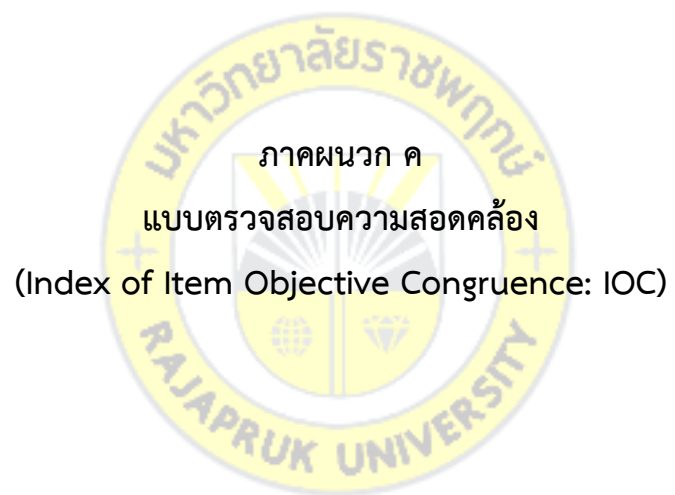 มหาวิทยาลัยราชพฤกษ์
ภาคผนวก ค
แบบตรวจสอบความสอดคล้อง
(Index of Item Objective Congruence: IOC)
RAJAPRUK UNIVERSITY